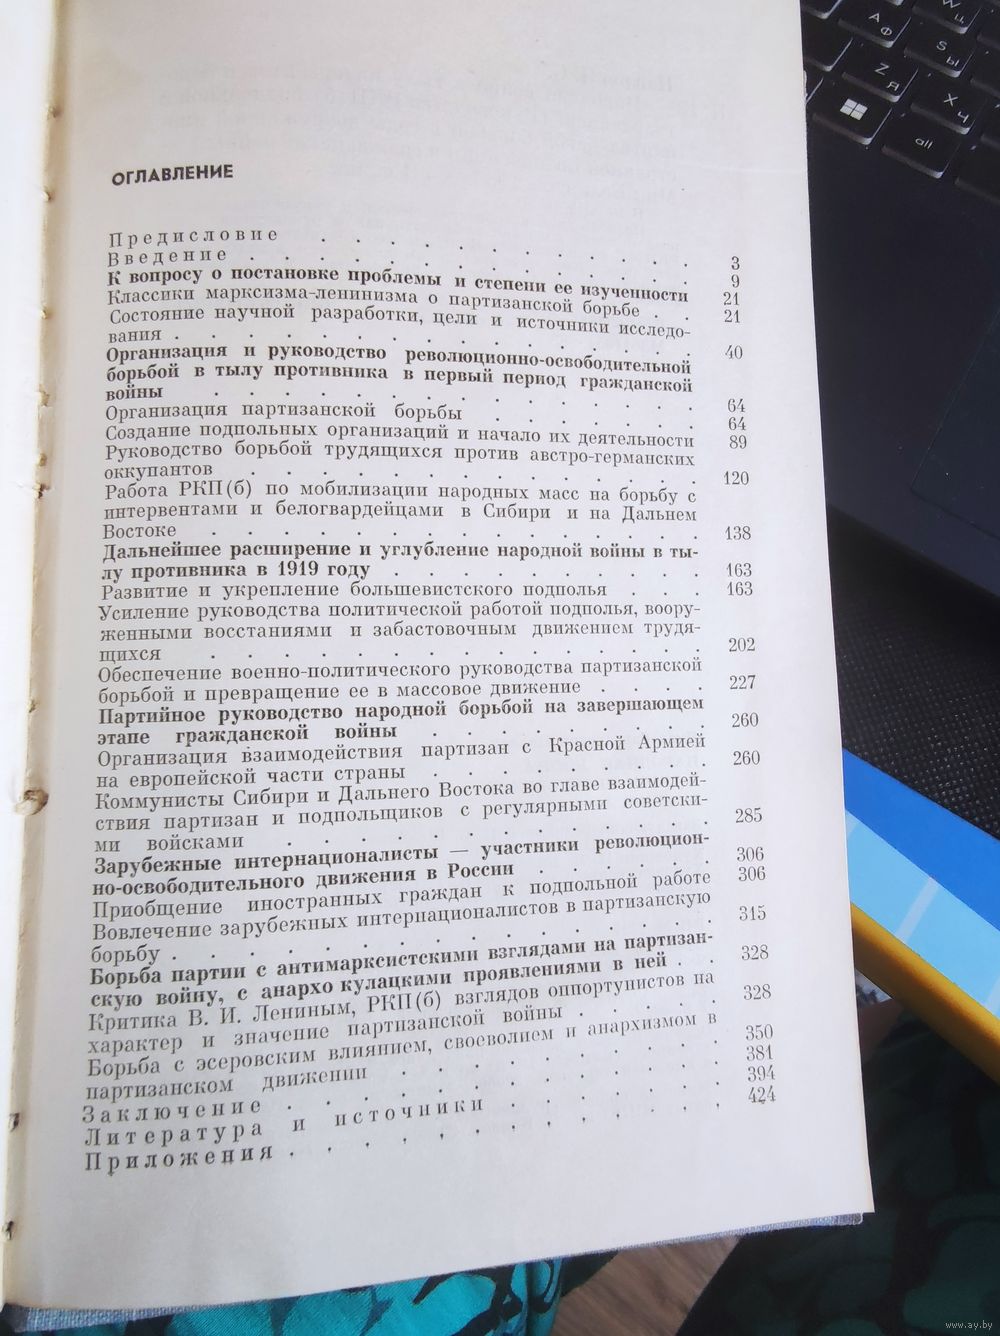 ОГЛАВЛЕНИЕ
Предисловие . . . . . . . . . . 3
Введение . . . . . . . . . . . . 9
К вопросу о постановке проблемы и степени ее изученности 21
Классики марксизма-ленинизма о партизанской борьбе . . 21
Состояние научной разработки, цели и источники исследо-
вания . . . . . . . . . . . . 40
Организация и руководство революционно-освободительной
борьбой в тылу противника в первый период гражданской
войны . . . . . . . . . . . . 64
Организация партизанской борьбы . . . . . 64
Создание подпольных организаций и начало их деятельности 89
Руководство борьбой трудящихся против австро-германских
оккупантов . . . . . . . . . . . 120
Работа РКП(б) по мобилизации народных масс на борьбу с
интервентами и белогвардейцами в Сибири и на Дальнем
Востоке . . . . . . . . . . . . 138
Дальнейшее расширение и углубление народной войны в ты-
лу противника в 1919 году . . . . . . . . 163
Развитие и укрепление большевистского подполья . . . 163
Усиление руководства политической работой подполья, воору-
женными восстаниями и забастовочным движением трудя-
щихся . . . . . . . . . . . . 202
Обеспечение военно-политического руководства партизанской
борьбой и превращение ее в массовое движение . . . . 227
Партийное руководство народной борьбой на завершающем
этапе гражданской войны . . . . . . . 260
Организация взаимодействия партизан с Красной Армией
на европейской части страны . . . . . . . 260
Коммунисты Сибири и Дальнего Востока во главе взаимодей-
ствия партизан и подпольщиков с регулярными советски-
ми войсками . . . . . . . . . . 285
Зарубежные интернационалисты — участники революцион-
но-освободительного движения в России . . . . . 306
Приобщение иностранных граждан к подпольной работе 306
Вовлечение зарубежных интернационалистов в партизанскую
борьбу . . . . . . . . . . . . 315
Борьба партии с антимарксистскими взглядами на партизан-
скую войну, с анархо кулацкими проявлениями в ней . . 328
Критика В. И. Лениным, РКП(б) взглядов оппортунистов на
характер и значение партизанской войны . . . . . 328
Борьба с эсеровским влиянием, своеволием и анархизмом в
партизанском движении . . . . . . . . 350
Заключение . . . . . . . . . . . 381
Литература и источники . . . . . . 394
Приложения . . . . . . . . . . . 424
W Ц
А Ф
S Ы
Z Я
X Ч
alt
www.ay.by